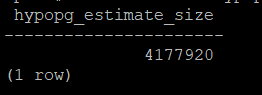 hypopg_estimate_size
----------------------
4177920
(1 row)